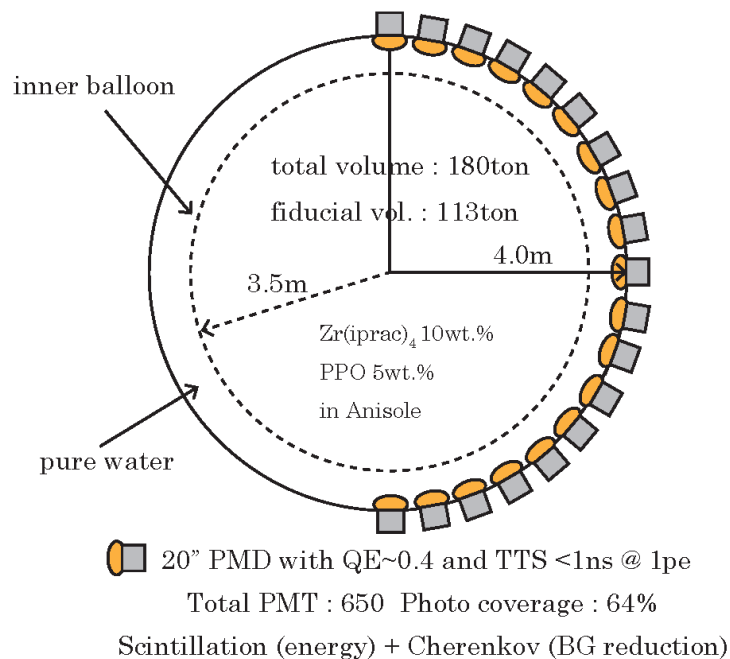 inner balloon
total volume : 180ton
fiducial vol. : 113ton
4.0m
3.5m
Zr(iprac)₄ 10wt.%
PPO 5wt.%
in Anisole
pure water
20” PMD with QE~0.4 and TTS <1ns @ 1pe
Total PMT : 650 Photo coverage : 64%
Scintillation (energy) + Cherenkov (BG reduction)